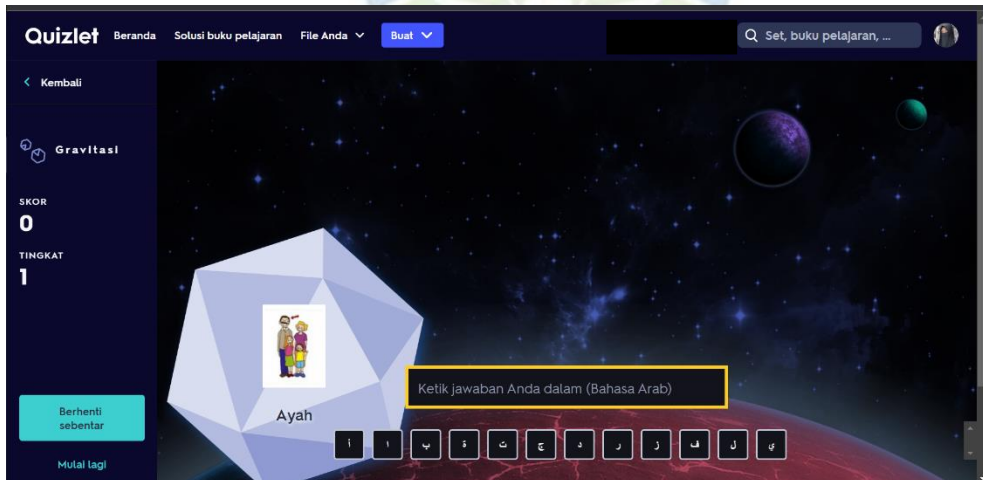 Quizlet Beranda Solusi buku pelajaran File Anda Buat Set, buku pelajaran, ...
Kembali
Gravitasi
SKOR
0
TINGKAT
1
Ayah
Ketik jawaban Anda dalam (Bahasa Arab)
أ ا ب ة ت ج د ر ز ف ل ي
Berhenti
sebentar
Mulai lagi